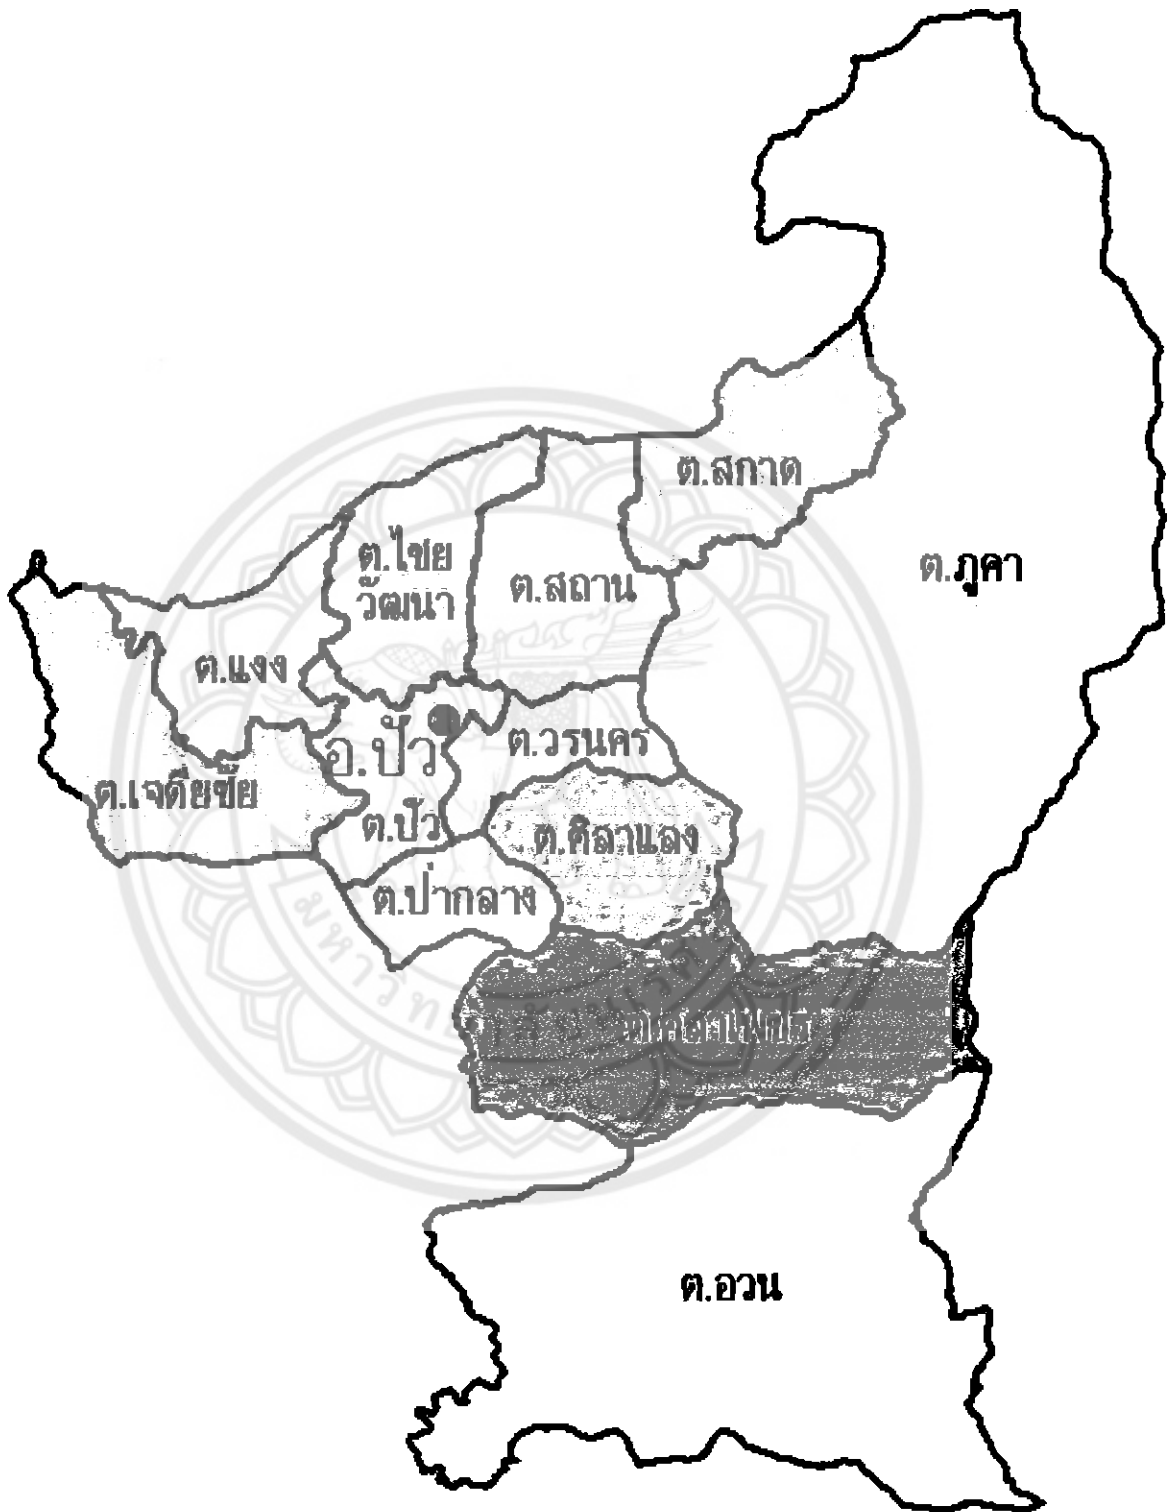 ต.สกาด
ต.ไชย
วัฒนา
ต.สถาน
ต.ภูคา
ต.แงง
อ.ปัว
ต.วรนคร
ต.เจดีย์ชัย
ต.ปัว
ต.ศิลาแลง
ต.ป่ากลาง
ต.อวน